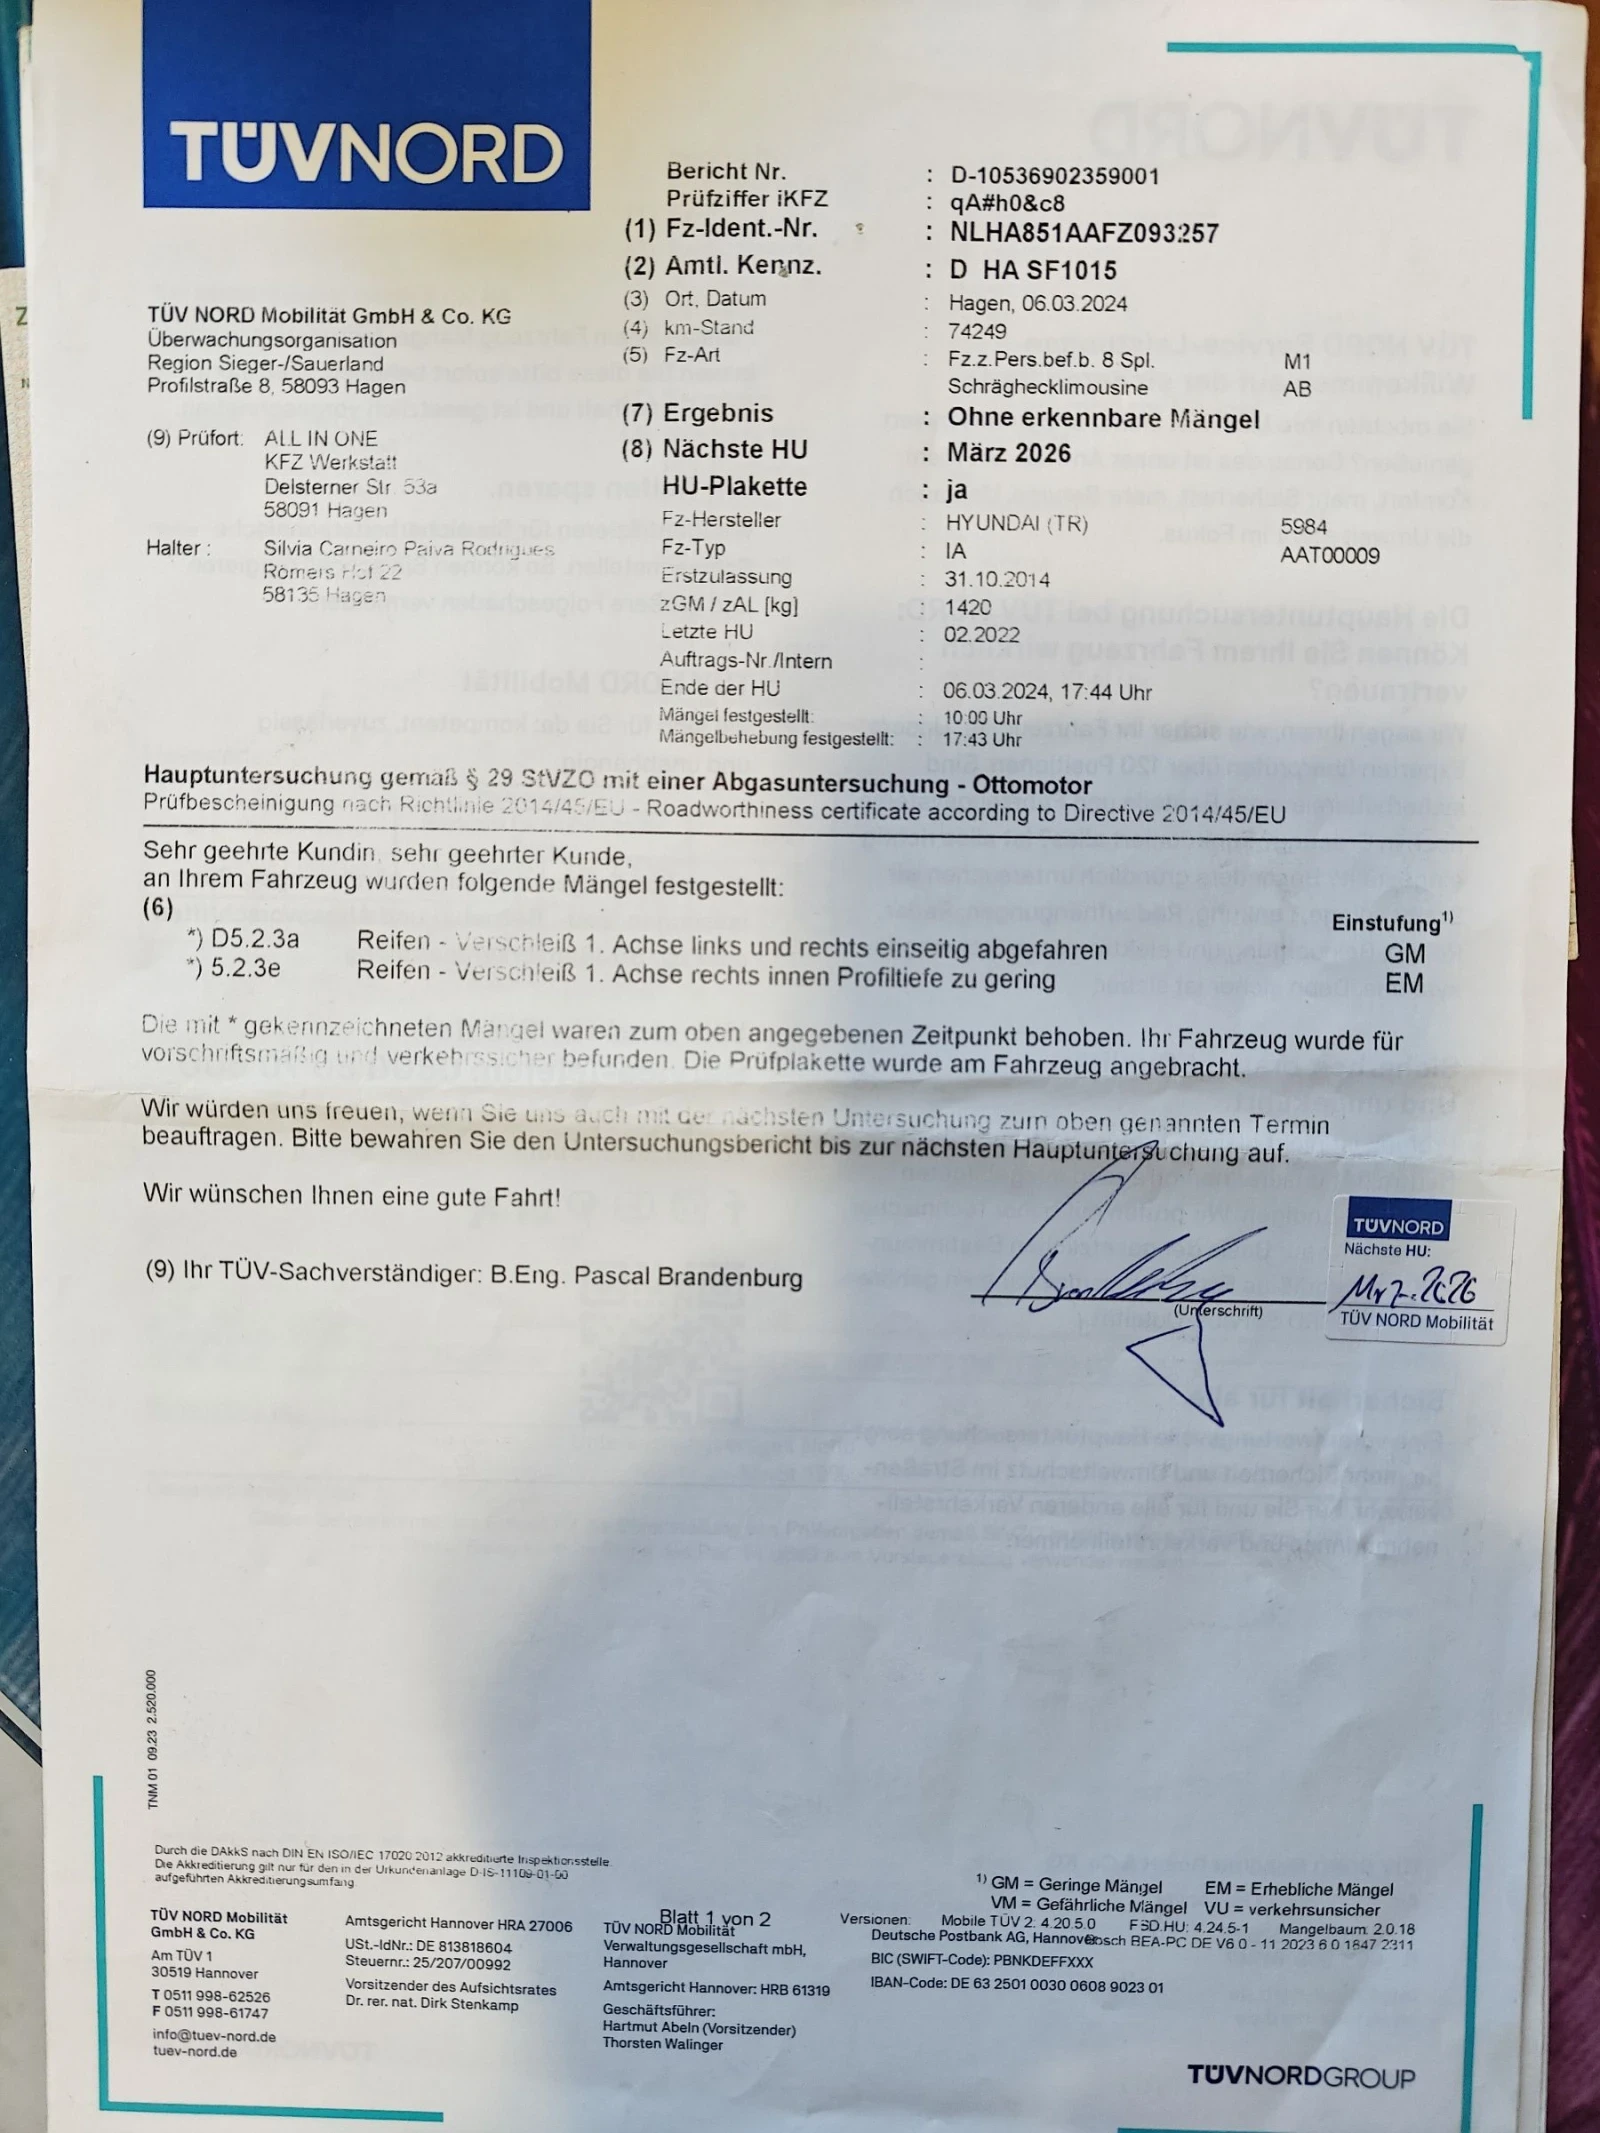 TÜVNORD
Bericht Nr. : D-10536902359001
Prüfziffer iKFZ : qA#h0&c8
(1) Fz-Ident.-Nr. : NLHA851AAFZ093257
(2) Amtl. Kennz. : D HA SF1015
(3) Ort, Datum : Hagen, 06.03.2024
(4) km-Stand : 74249
(5) Fz-Art : Fz.z.Pers.bef.b. 8 Spl. M1
Schräghecklimousine AB
(7) Ergebnis : Ohne erkennbare Mängel
(8) Nächste HU : März 2026
HU-Plakette : ja
Fz-Hersteller : HYUNDAI (TR) 5984
Fz-Typ : IA AAT00009
Erstzulassung : 31.10.2014
zGM / zAL [kg] : 1420
Letzte HU : 02.2022
Auftrags-Nr./Intern :
Ende der HU : 06.03.2024, 17:44 Uhr
Mängel festgestellt: : 10:00 Uhr
Mängelbehebung festgestellt: : 17:43 Uhr
TÜV NORD Mobilität GmbH & Co. KG
Überwachungsorganisation
Region Sieger-/Sauerland
Profilstraße 8, 58093 Hagen
(9) Prüfort: ALL IN ONE
KFZ Werkstatt
Delsterner Str. 53a
58091 Hagen
Halter : Silvia Carneiro Paiva Rodrigues
Römers Hof 22
58135 Hagen
Hauptuntersuchung gemäß § 29 StVZO mit einer Abgasuntersuchung - Ottomotor
Prüfbescheinigung nach Richtlinie 2014/45/EU - Roadworthiness certificate according to Directive 2014/45/EU
Sehr geehrte Kundin, sehr geehrter Kunde,
an Ihrem Fahrzeug wurden folgende Mängel festgestellt:
(6) Einstufung1)
*) D5.2.3a Reifen - Verschleiß 1. Achse links und rechts einseitig abgefahren GM
*) 5.2.3e Reifen - Verschleiß 1. Achse rechts innen Profiltiefe zu gering EM
Die mit * gekennzeichneten Mängel waren zum oben angegebenen Zeitpunkt behoben. Ihr Fahrzeug wurde für
vorschriftsmäßig und verkehrssicher befunden. Die Prüfplakette wurde am Fahrzeug angebracht.
Wir würden uns freuen, wenn Sie uns auch mit der nächsten Untersuchung zum oben genannten Termin
beauftragen. Bitte bewahren Sie den Untersuchungsbericht bis zur nächsten Hauptuntersuchung auf.
Wir wünschen Ihnen eine gute Fahrt!
(9) Ihr TÜV-Sachverständiger: B.Eng. Pascal Brandenburg
(Unterschrift)
TÜVNORD
Nächste HU:
Mrz. 2026
TÜV NORD Mobilität
TNM 01 09.23 2.520.000
Durch die DAkkS nach DIN EN ISO/IEC 17020:2012 akkreditierte Inspektionsstelle.
Die Akkreditierung gilt nur für den in der Urkundenanlage D-IS-11109-01-00
aufgeführten Akkreditierungsumfang
1) GM = Geringe Mängel EM = Erhebliche Mängel
VM = Gefährliche Mängel VU = verkehrsunsicher
Blatt 1 von 2
Versionen: Mobile TÜV 2: 4.20.5.0 FSD.HU: 4.24.5-1 Mangelbaum: 2.0.18
Bosch BEA-PC DE V6.0 - 11 2023 6.0 1847 2311
TÜV NORD Mobilität
GmbH & Co. KG
Am TÜV 1
30519 Hannover
T 0511 998-62526
F 0511 998-61747
info@tuev-nord.de
tuev-nord.de
Amtsgericht Hannover HRA 27006
USt.-IdNr.: DE 813818604
Steuernr.: 25/207/00992
Vorsitzender des Aufsichtsrates
Dr. rer. nat. Dirk Stenkamp
TÜV NORD Mobilität
Verwaltungsgesellschaft mbH,
Hannover
Amtsgericht Hannover: HRB 61319
Geschäftsführer:
Hartmut Abeln (Vorsitzender)
Thorsten Walinger
Deutsche Postbank AG, Hannover
BIC (SWIFT-Code): PBNKDEFFXXX
IBAN-Code: DE 63 2501 0030 0608 9023 01
TÜVNORDGROUP